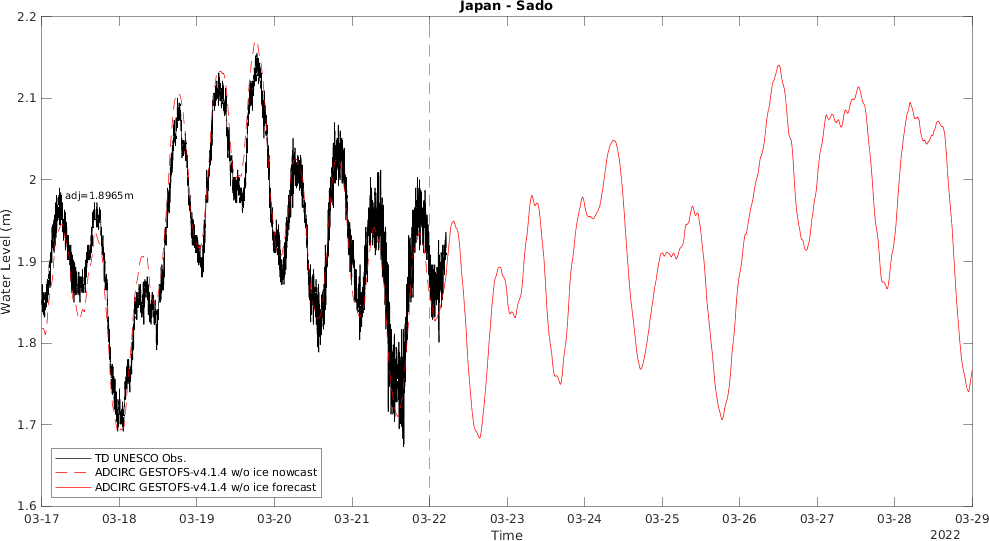 Japan - Sado
2.2
2.1
2
1.9
1.8
1.7
1.6
Water Level (m)
adj=1.8965m
TD UNESCO Obs.
ADCIRC GESTOFS-v4.1.4 w/o ice nowcast
ADCIRC GESTOFS-v4.1.4 w/o ice forecast
03-17 03-18 03-19 03-20 03-21 03-22 03-23 03-24 03-25 03-26 03-27 03-28 03-29
Time
2022